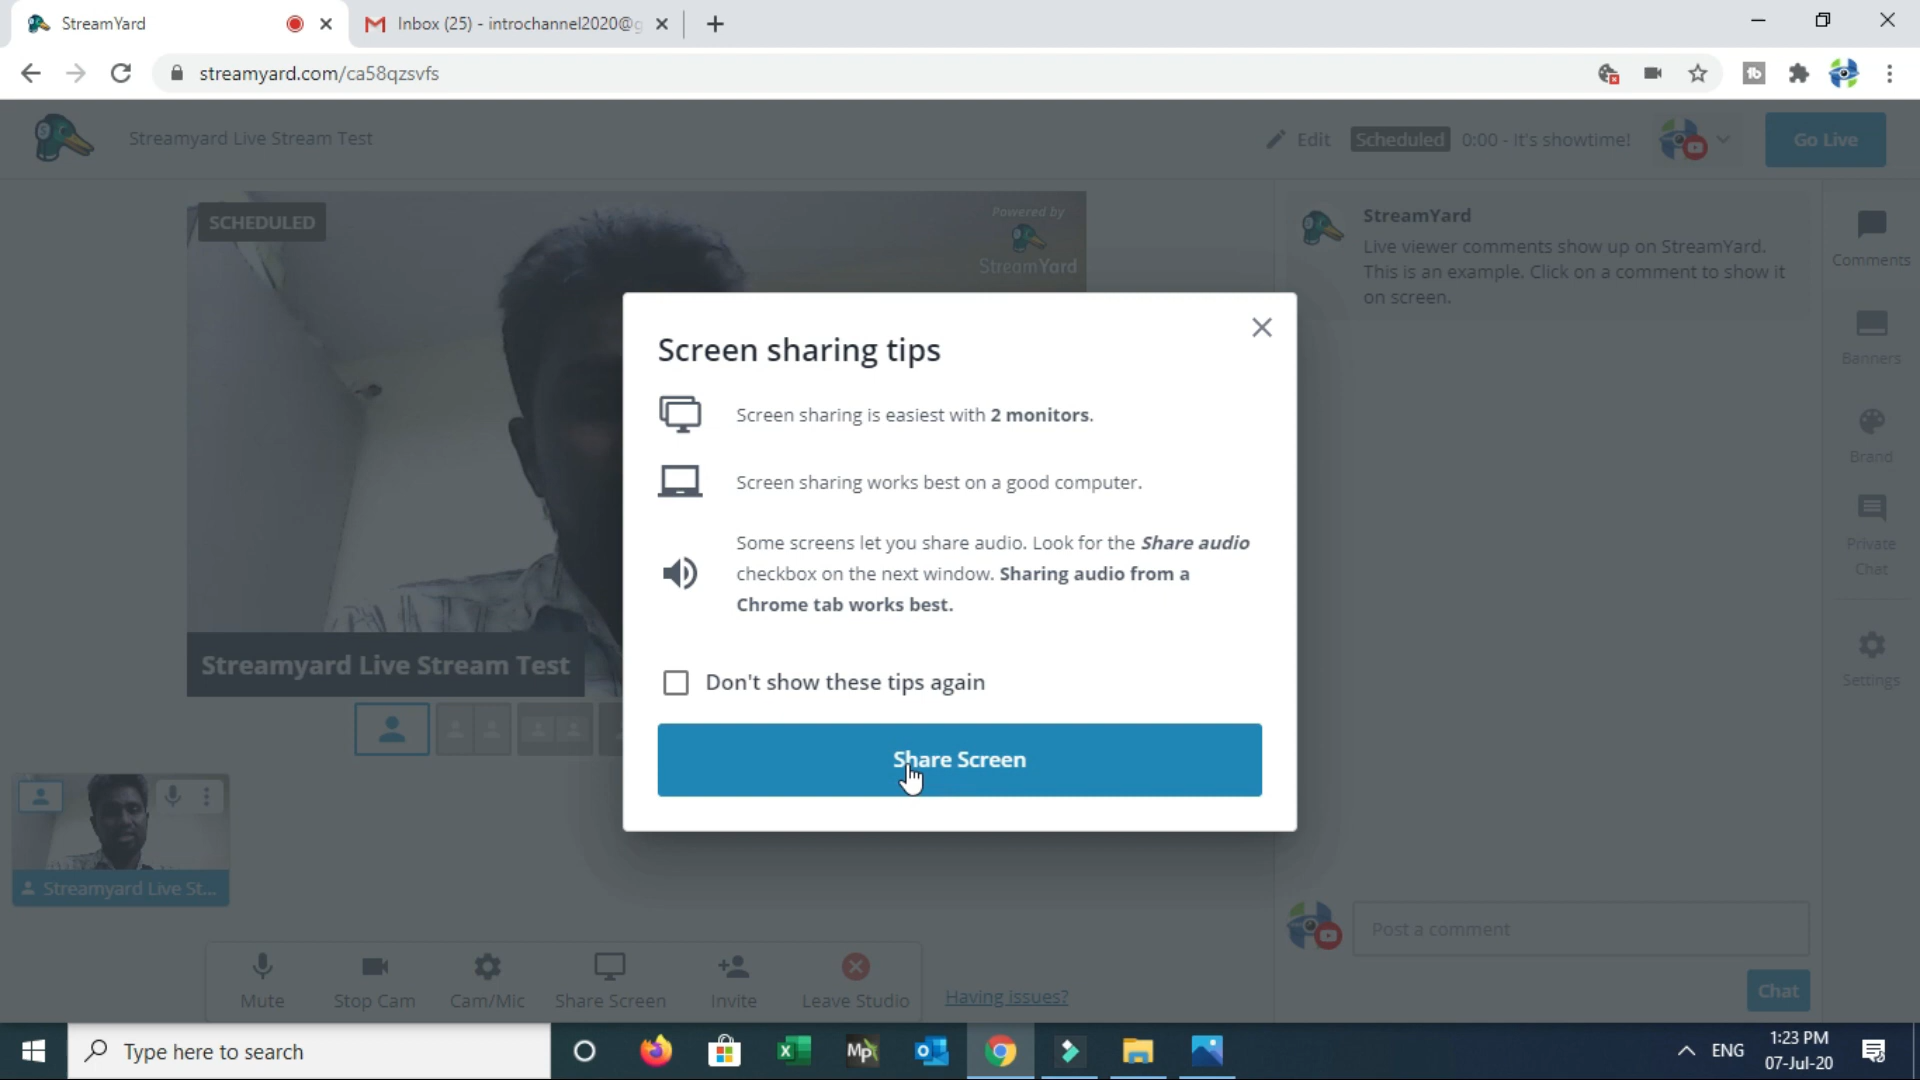 StreamYard
Inbox (25) - introchannel2020@g
streamyard.com/ca58qzsvfs
Streamyard Live Stream Test
Edit
Scheduled
0:00 - It's showtime!
Go Live
SCHEDULED
Powered by
StreamYard
StreamYard
Live viewer comments show up on StreamYard.
This is an example. Click on a comment to show it
on screen.
Comments
Banners
Brand
Private
Chat
Settings
Screen sharing tips
Screen sharing is easiest with 2 monitors.
Screen sharing works best on a good computer.
Some screens let you share audio. Look for the Share audio
checkbox on the next window. Sharing audio from a
Chrome tab works best.
Don't show these tips again
Share Screen
Streamyard Live Stream Test
Streamyard Live St...
Mute
Stop Cam
Cam/Mic
Share Screen
Invite
Leave Studio
Having issues?
Post a comment
Chat
Type here to search
Mp
ENG
1:23 PM
07-Jul-20